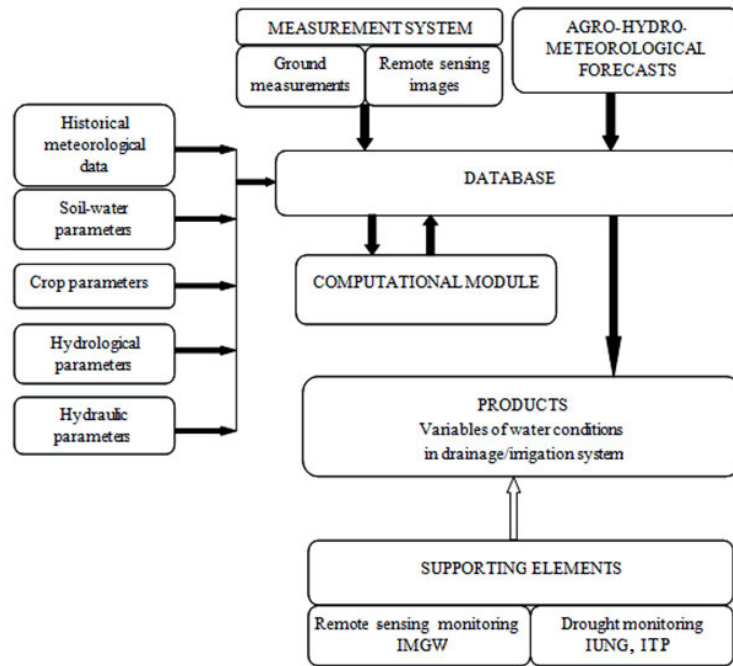 MEASUREMENT SYSTEM
Ground
measurements
Remote sensing
images
AGRO-HYDRO-
METEOROLOGICAL
FORECASTS
Historical
meteorological
data
Soil-water
parameters
Crop parameters
Hydrological
parameters
Hydraulic
parameters
DATABASE
COMPUTATIONAL MODULE
PRODUCTS
Variables of water conditions
in drainage/irrigation system
SUPPORTING ELEMENTS
Remote sensing monitoring
IMGW
Drought monitoring
IUNG, ITP